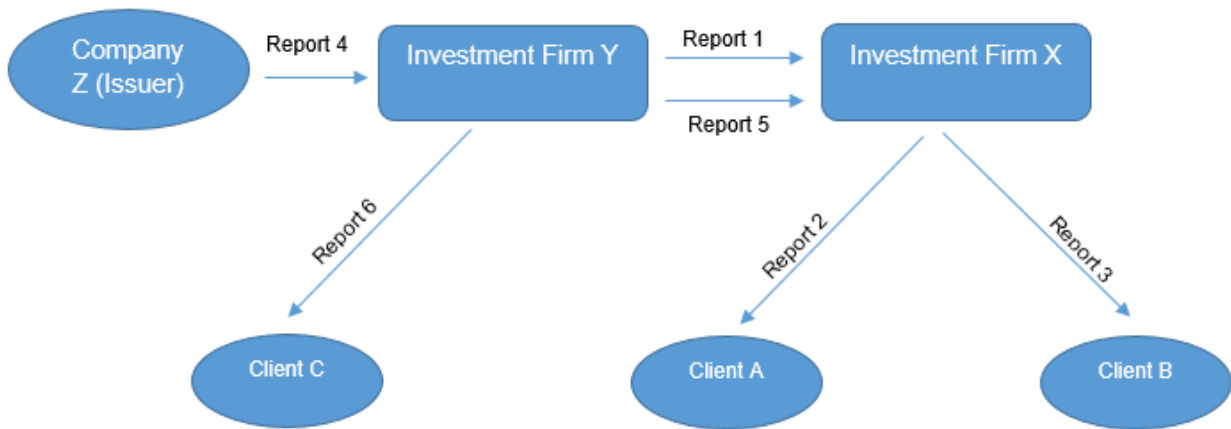 Company
Z (Issuer)
Report 4
Investment Firm Y
Report 1
Report 5
Investment Firm X
Report 6
Report 2
Report 3
Client C
Client A
Client B